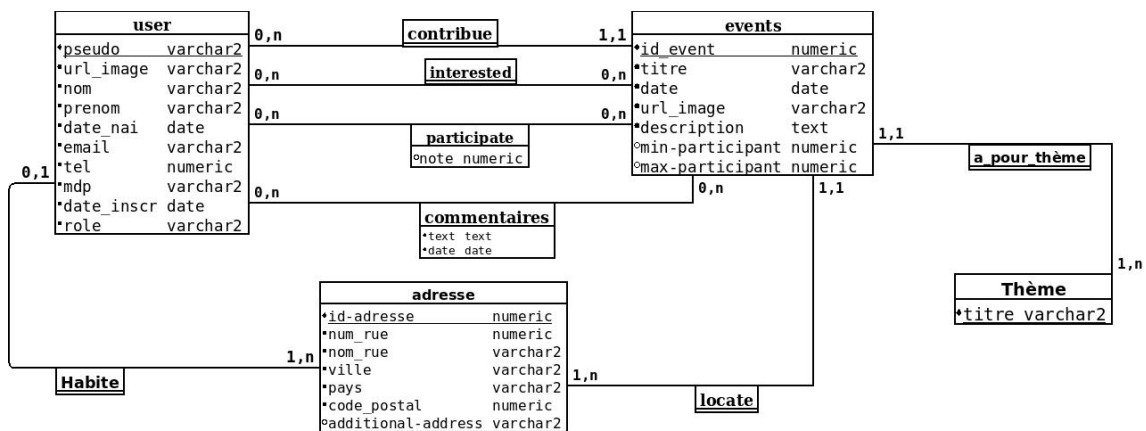 user
pseudo varchar2
url_image varchar2
nom varchar2
prenom varchar2
date_nai date
email varchar2
tel numeric
mdp varchar2
date_inscr date
role varchar2
0,n
contribue
1,1
0,n
interested
0,n
0,n
participate
note numeric
0,n
0,n
commentaires
text text
date date
0,n
events
id_event numeric
titre varchar2
date date
url_image varchar2
description text
min-participant numeric
max-participant numeric
1,1
a_pour_thème
1,n
Thème
titre varchar2
0,1
Habite
1,n
adresse
id-adresse numeric
num_rue numeric
nom_rue varchar2
ville varchar2
pays varchar2
code_postal numeric
additional-address varchar2
1,n
locate
1,1